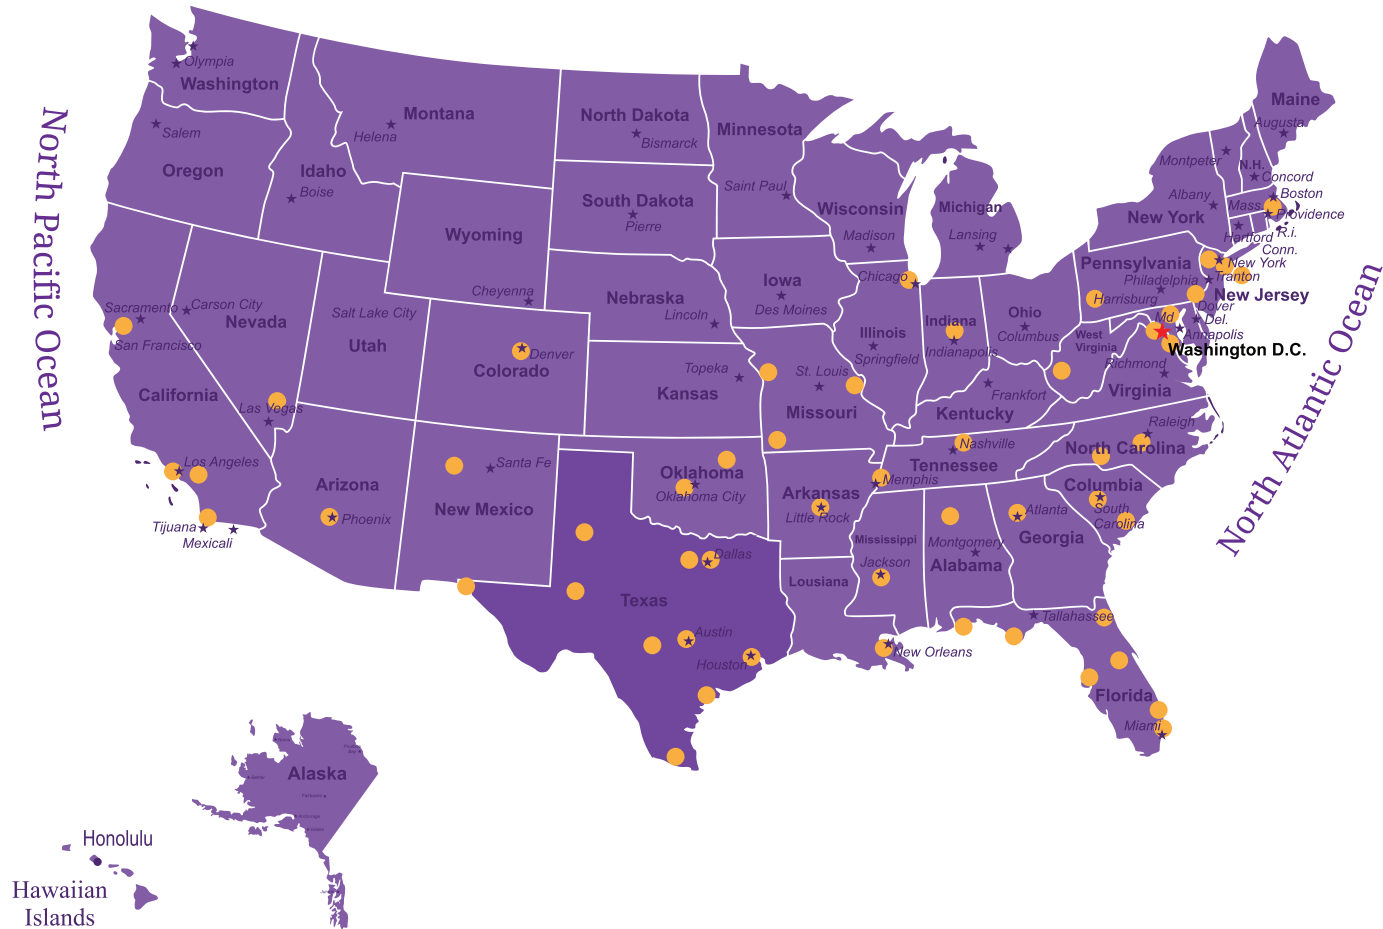 Olympia
Washington
Montana
Helena
North Dakota
Bismarck
Minnesota
Maine
Augusta
Salem
Oregon
Idaho
Boise
South Dakota
Pierre
Saint Paul
Wisconsin
Madison
Michigan
Lansing
Montpeter
N.H.
Concord
Albany
Mass
Boston
Providence
New York
R.i.
Hartford
Conn.
Wyoming
Cheyenna
Iowa
Des Moines
Chicago
Pennsylvania
New York
Philadelphia
Tranton
Harrisburg
New Jersey
Dover
Del.
Md
Annapolis
Washington D.C.
North Pacific Ocean
North Atlantic Ocean
Sacramento
Carson City
San Francisco
Nevada
Salt Lake City
Utah
Nebraska
Lincoln
Denver
Colorado
Topeka
Kansas
Illinois
Springfield
Indiana
Indianapolis
Ohio
Columbus
West
Virginia
Richmond
Virginia
St. Louis
Missouri
Frankfort
Kentucky
California
Las Vegas
Los Angeles
Arizona
Phoenix
Santa Fe
New Mexico
Oklahoma
Oklahoma City
Arkansas
Little Rock
Nashville
Tennessee
Memphis
Raleigh
North Carolina
Columbia
South
Carolina
Atlanta
Georgia
Tijuana
Mexicali
Dallas
Texas
Austin
Houston
Lousiana
Mississippi
Jackson
Montgomery
Alabama
Tallahassee
New Orleans
Florida
Miami
Alaska
Honolulu
Hawaiian
Islands